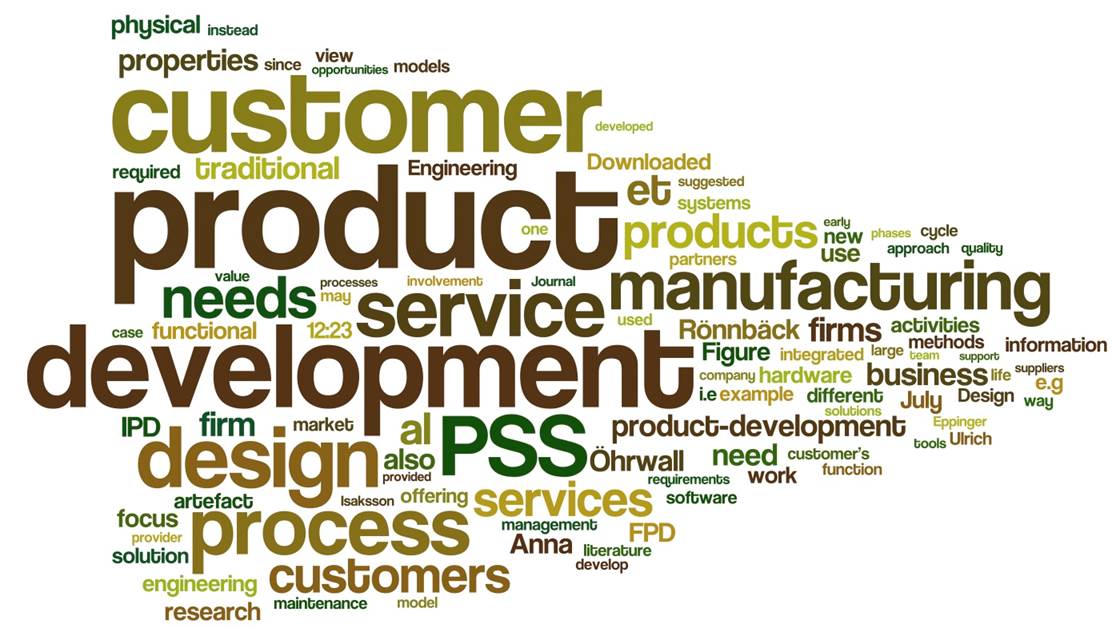 physical instead
properties since view opportunities models
customer developed
required traditional Engineering Downloaded
product et suggested
systems
one products early new phases cycle
partners use approach quality
value processes involvement Journal manufacturing
needs may service
case functional 12:23 used Rönnbäck firms activities
development Figure integrated large methods information
team support
company hardware business life suppliers
i.e example different July Design e.g way
solutions
IPD firm market al PSS product-development Eppinger
tools Ulrich
design also Öhrwall need customer's
provided requirements work function
artefact Isaksson offering services software
focus process management FPD
provider Anna literature
solution develop
engineering customers
research maintenance model